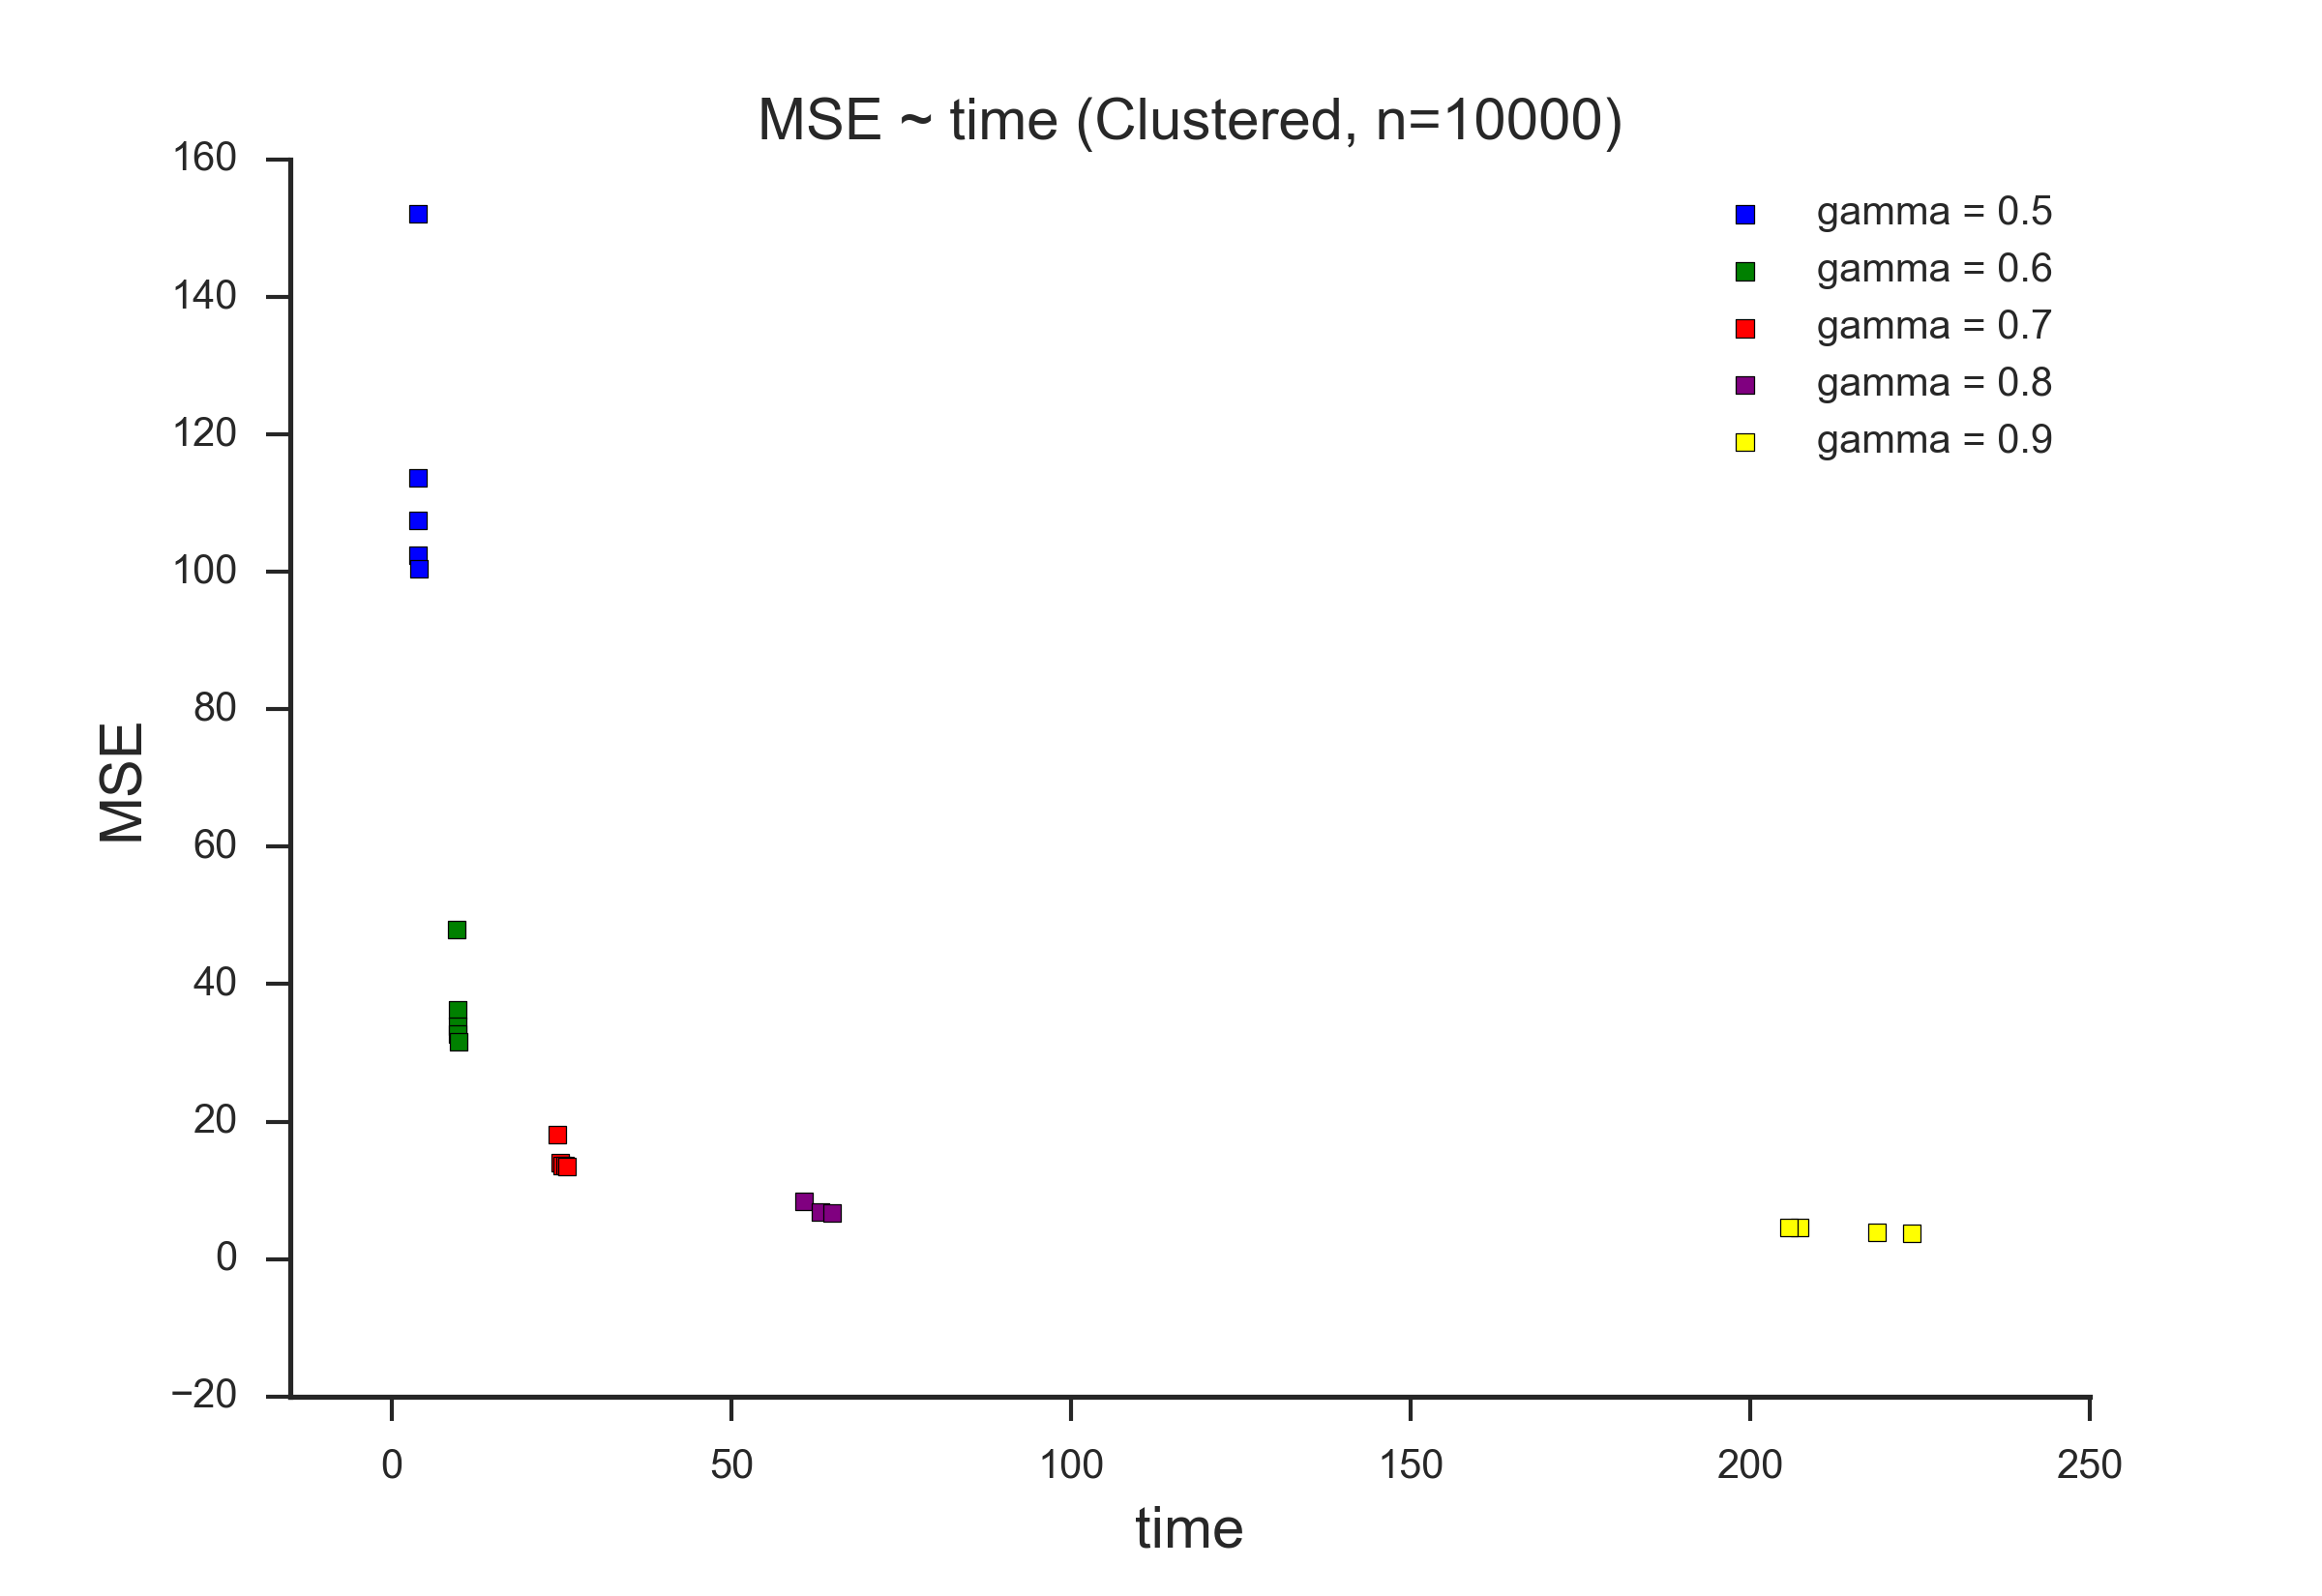 MSE ~ time (Clustered, n=10000)
160
140
120
100
80
60
40
20
0
−20
MSE
gamma = 0.5
gamma = 0.6
gamma = 0.7
gamma = 0.8
gamma = 0.9
0 50 100 150 200 250
time